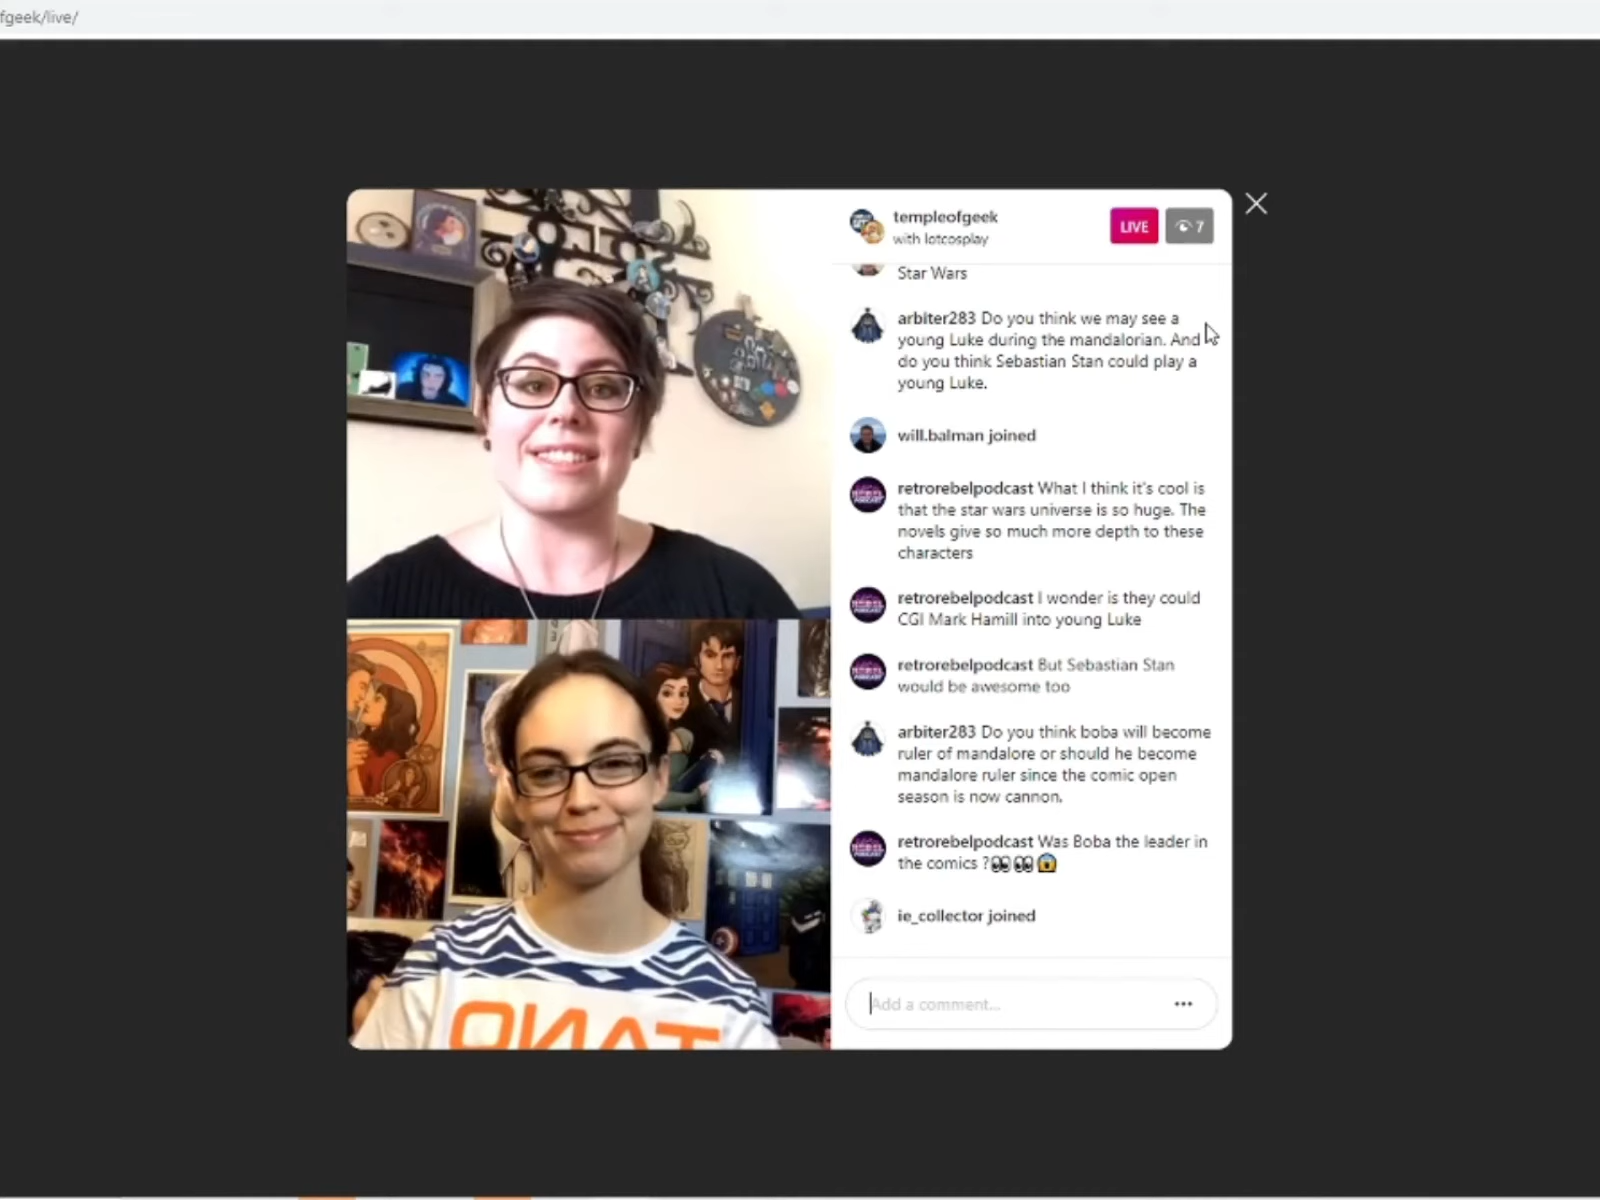 fgeek/live/
templeofgeek
with lotcosplay
LIVE
7
Star Wars
arbiter283 Do you think we may see a
young Luke during the mandalorian. And
do you think Sebastian Stan could play a
young Luke.
will.balman joined
retrorebelpodcast What I think it's cool is
that the star wars universe is so huge. The
novels give so much more depth to these
characters
retrorebelpodcast I wonder is they could
CGI Mark Hamill into young Luke
retrorebelpodcast But Sebastian Stan
would be awesome too
arbiter283 Do you think boba will become
ruler of mandalore or should he become
mandalore ruler since the comic open
season is now cannon.
retrorebelpodcast Was Boba the leader in
the comics ?👀👀😱
ie_collector joined
Add a comment...
TANO